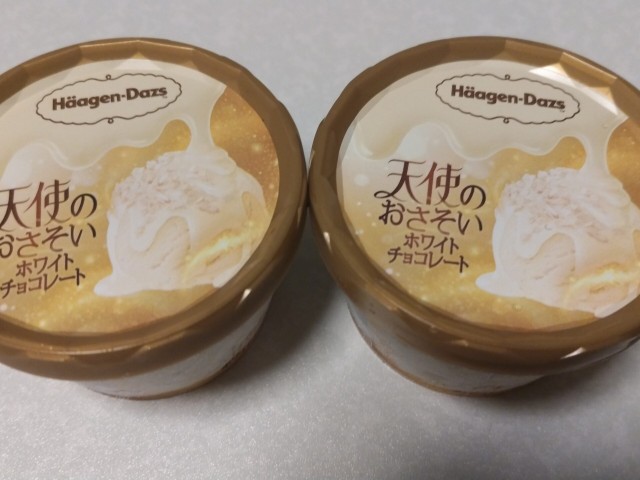 Häagen-Dazs
天使の
おさそい
ホワイト
チョコレート
Häagen-Dazs
天使の
おさそい
ホワイト
チョコレート